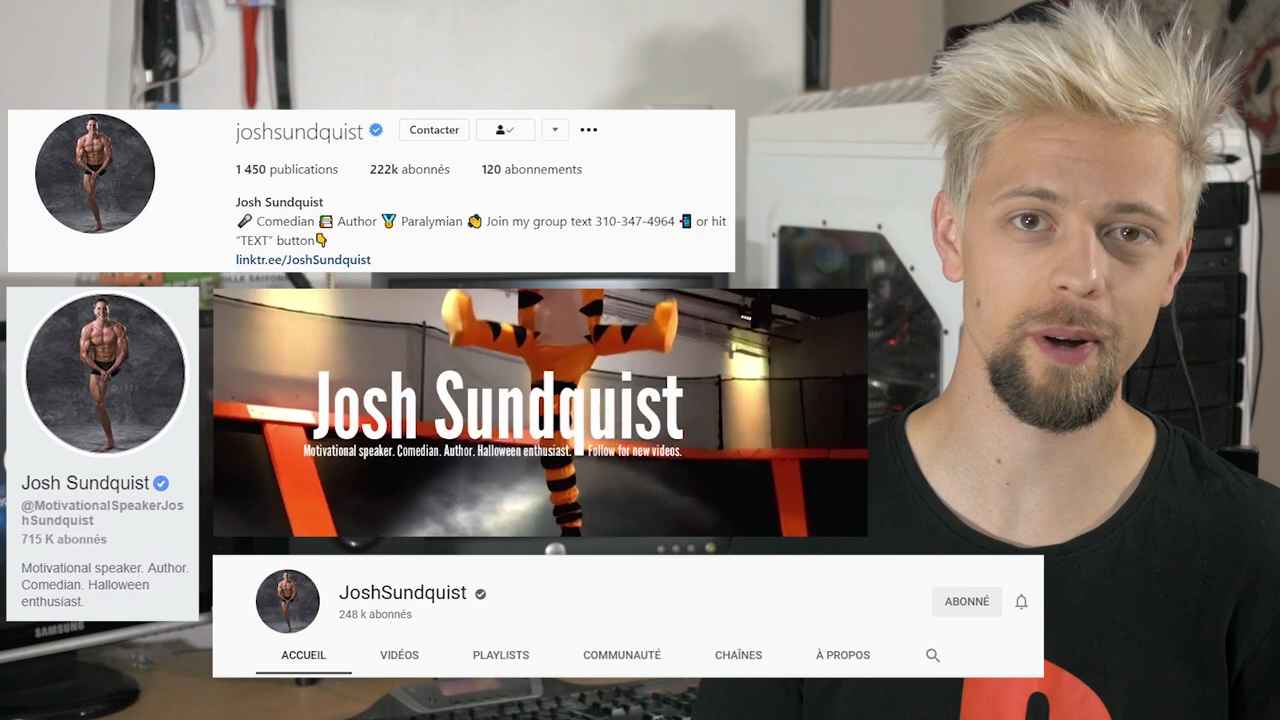 joshsundquist
Contacter
1 450 publications 222k abonnés 120 abonnements
Josh Sundquist
🎤 Comedian 📚 Author 🏅 Paralympian 👏 Join my group text 310-347-4964 📲 or hit
“TEXT” button👇
linktr.ee/JoshSundquist
Josh Sundquist
@MotivationalSpeakerJos
hSundquist
715 K abonnés
Motivational speaker. Author.
Comedian. Halloween
enthusiast.
Josh Sundquist
Motivational speaker. Comedian. Author. Halloween enthusiast. Follow for new videos.
JoshSundquist
248 k abonnés
ABONNÉ
ACCUEIL VIDÉOS PLAYLISTS COMMUNAUTÉ CHAÎNES À PROPOS
SAMSUNG